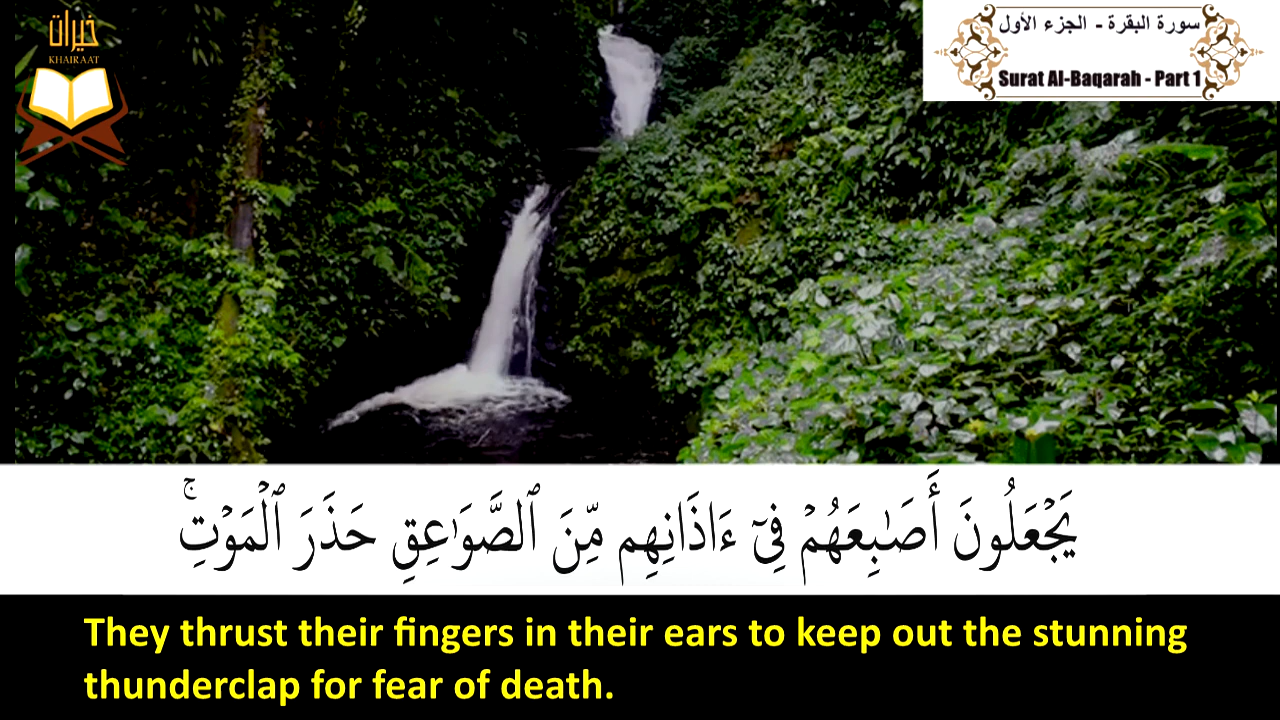 خيرات
KHAIRAAT
سورة البقرة - الجزء الأول
Surat Al-Baqarah - Part 1
يَجْعَلُونَ أَصَـٰبِعَهُمْ فِىٓ ءَاذَانِهِم مِّنَ ٱلصَّوَٰعِقِ حَذَرَ ٱلْمَوْتِ ۚ
They thrust their fingers in their ears to keep out the stunning
thunderclap for fear of death.